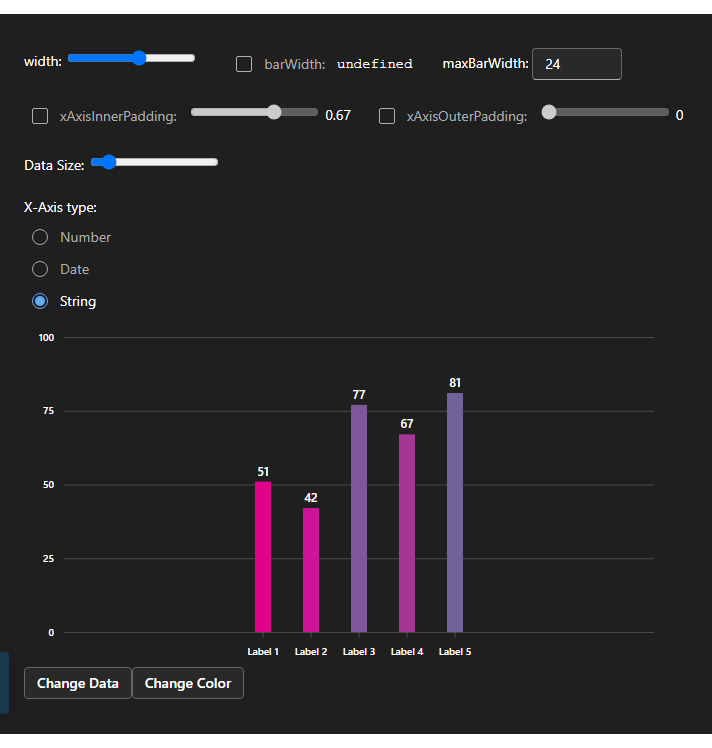 width: barWidth: undefined maxBarWidth: 24
xAxisInnerPadding: 0.67 xAxisOuterPadding: 0
Data Size:
X-Axis type:
Number
Date
String
100
81
77
75
67
51
50
42
25
0
Label 1 Label 2 Label 3 Label 4 Label 5
Change Data Change Color